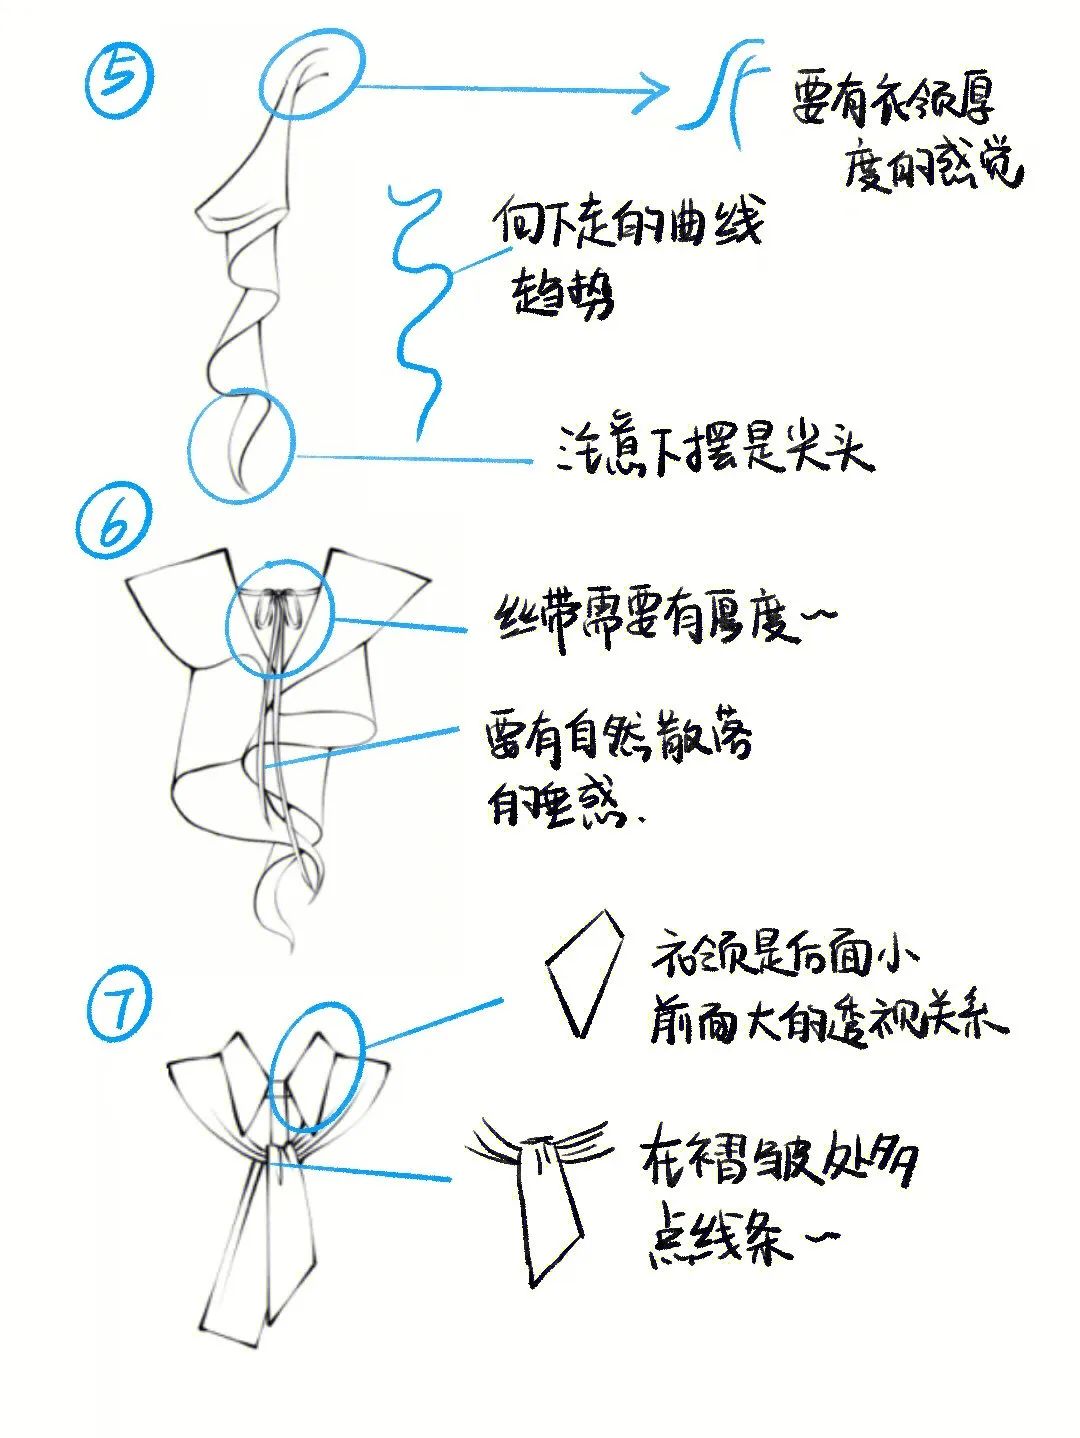 ⑤
要有衣领厚
度的感觉
向下走的曲线
趋势
注意下摆是尖头
⑥
丝带需要有厚度～
要有自然散落
的垂感.
⑦
衣领是后面小
前面大的透视关系
在褶皱处多
点线条～